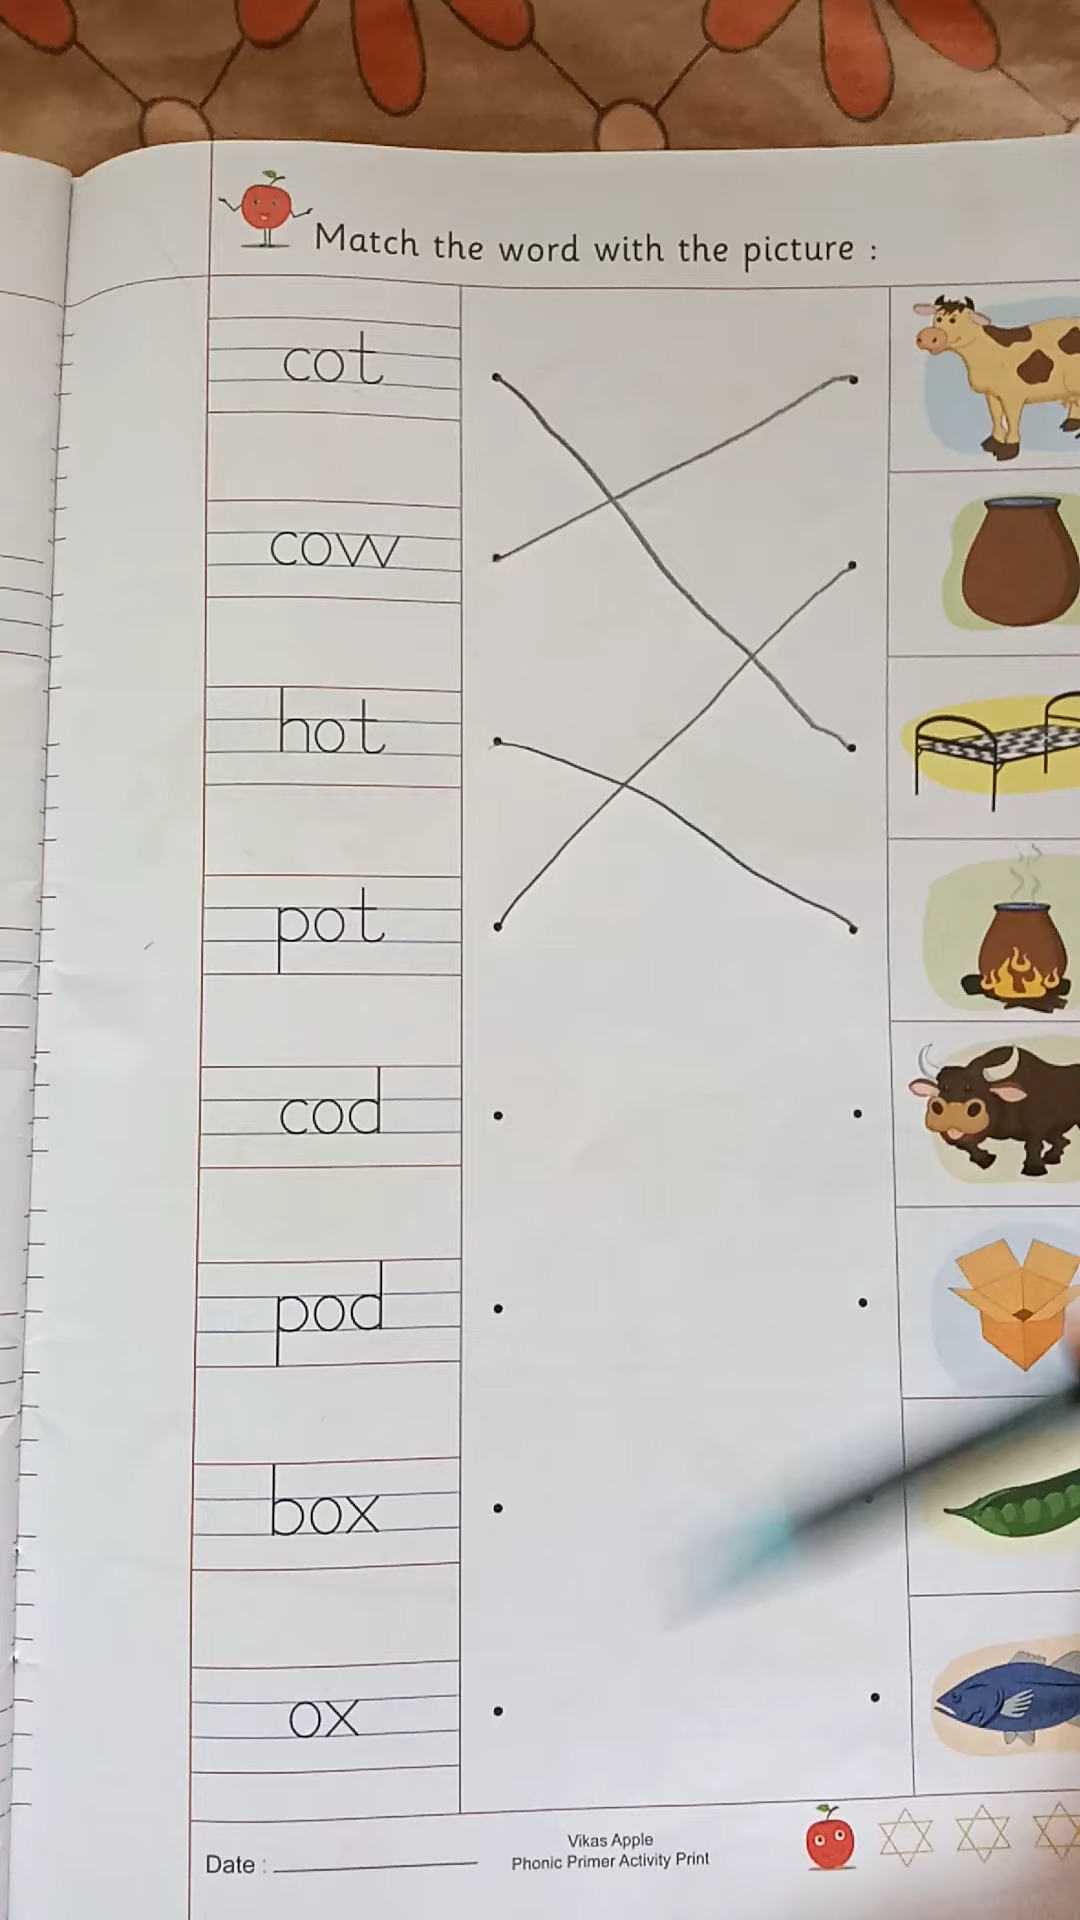 Match the word with the picture :
cot
cow
hot
pot
cod
pod
box
ox
Date :
Vikas Apple
Phonic Primer Activity Print